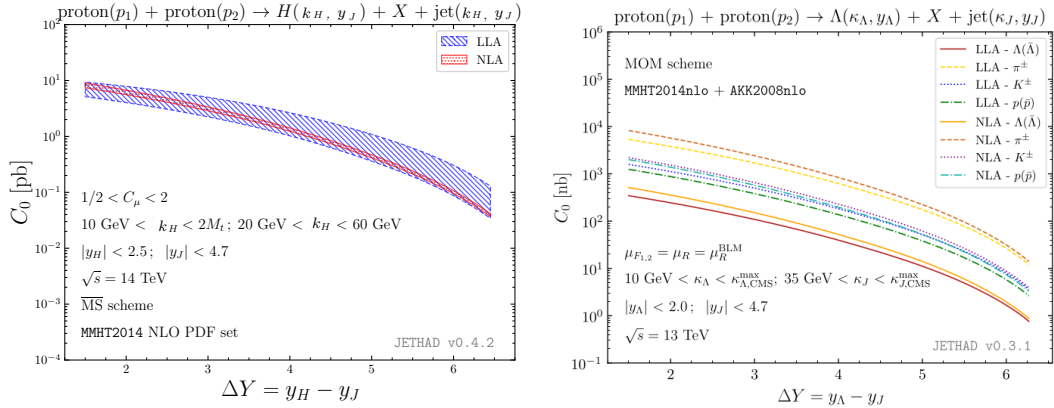 proton(p₁) + proton(p₂) → H(k_H, y_J) + X + jet(k_H, y_J)
LLA
NLA
C₀ [pb]
10³
10²
10¹
10⁰
10⁻¹
10⁻²
10⁻³
10⁻⁴
1/2 < C_μ < 2
10 GeV < k_H < 2M_t ; 20 GeV < k_H < 60 GeV
|y_H| < 2.5 ; |y_J| < 4.7
√s = 14 TeV
M̅S̅ scheme
MMHT2014 NLO PDF set
JETHAD v0.4.2
2 3 4 5 6
ΔY = y_H − y_J
proton(p₁) + proton(p₂) → Λ(κ_Λ, y_Λ) + X + jet(κ_J, y_J)
MOM scheme
MMHT2014nlo + AKK2008nlo
LLA - Λ(Λ̄)
LLA - π^±
LLA - K^±
LLA - p(p̄)
NLA - Λ(Λ̄)
NLA - π^±
NLA - K^±
NLA - p(p̄)
C₀ [nb]
10⁶
10⁵
10⁴
10³
10²
10¹
10⁰
10⁻¹
μ_{F₁,₂} = μ_R = μ_R^{BLM}
10 GeV < κ_Λ < κ_{Λ,CMS}^{max} ; 35 GeV < κ_J < κ_{J,CMS}^{max}
|y_Λ| < 2.0 ; |y_J| < 4.7
√s = 13 TeV
JETHAD v0.3.1
2 3 4 5 6
ΔY = y_Λ − y_J